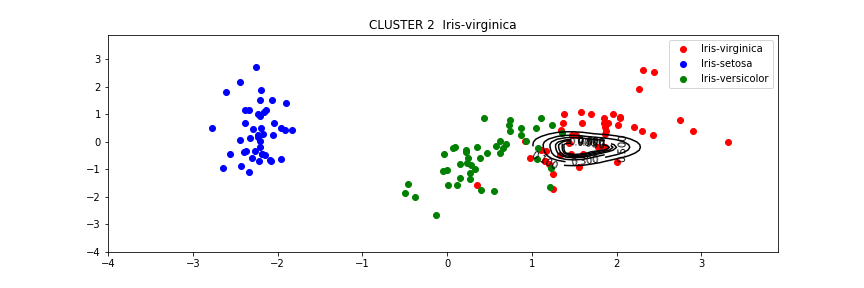 CLUSTER 2 Iris-virginica
Iris-virginica
Iris-setosa
Iris-versicolor
3
2
1
0
−1
−2
−3
−4
−4 −3 −2 −1 0 1 2 3